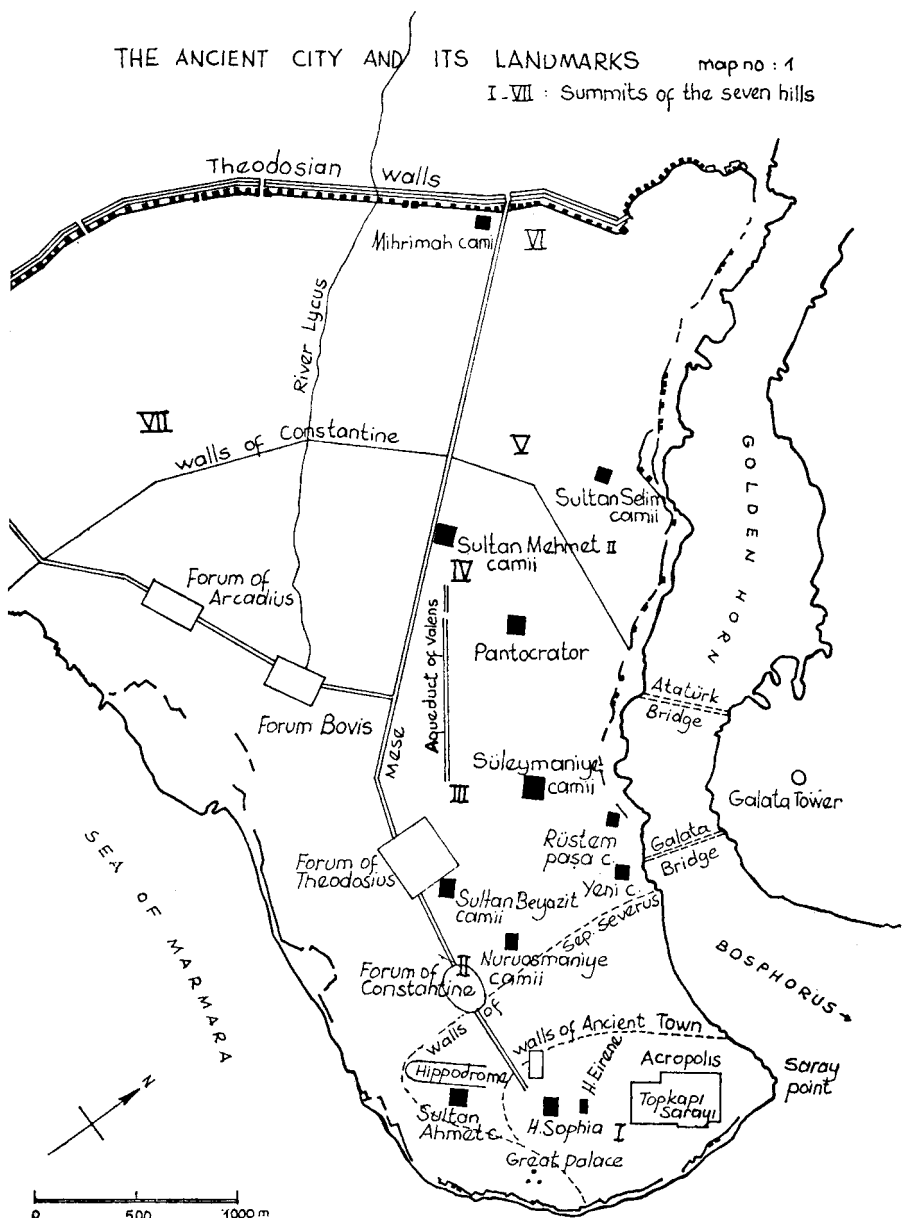 THE ANCIENT CITY AND ITS LANDMARKS
map no : 1
I-VII : Summits of the seven hills
Theodosian walls
Mihrimah cami
VI
River Lycus
VII
walls of Constantine
V
GOLDEN HORN
Sultan Selim
camii
Sultan Mehmet II
camii
IV
Forum of
Arcadius
Aqueduct of Valens
Pantocrator
Forum Bovis
Mese
Atatürk
Bridge
Süleymaniye
camii
III
Galata Tower
Rüstem
paşa c.
Galata
Bridge
Yeni c.
Forum of
Theodosius
Sultan Beyazit
camii
SEA OF MARMARA
Nuruosmaniye
camii
II
Forum of
Constantine
walls of Sep. Severus
BOSPHORUS
walls of Ancient Town
H.Eirene
Acropolis
Saray
point
Hippodrome
Topkapı
Sarayı
Sultan
Ahmet c.
H.Sophia
I
Great palace
N
0 500 1000 m